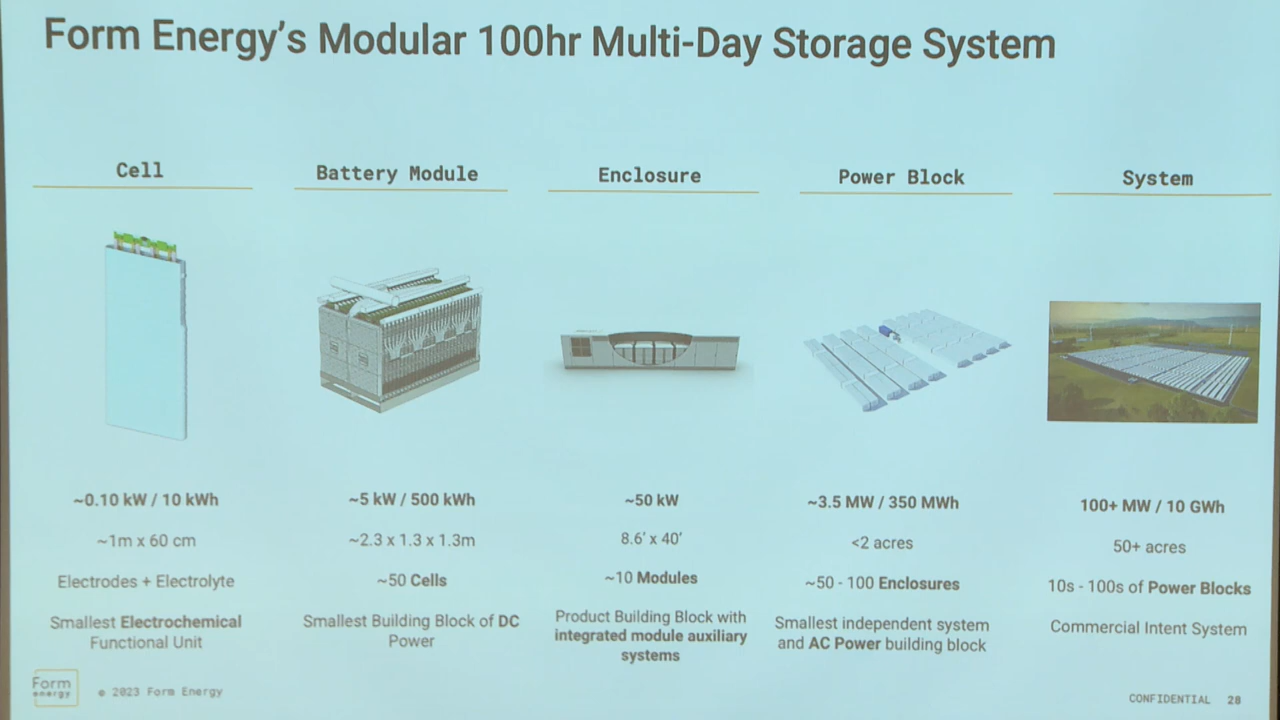 Form Energy's Modular 100hr Multi-Day Storage System
Cell
~0.10 kW / 10 kWh
~1m x 60 cm
Electrodes + Electrolyte
Smallest Electrochemical
Functional Unit
Battery Module
~5 kW / 500 kWh
~2.3 x 1.3 x 1.3m
~50 Cells
Smallest Building Block of DC
Power
Enclosure
~50 kW
8.6' x 40'
~10 Modules
Product Building Block with
integrated module auxiliary
systems
Power Block
~3.5 MW / 350 MWh
<2 acres
~50 - 100 Enclosures
Smallest independent system
and AC Power building block
System
100+ MW / 10 GWh
50+ acres
10s - 100s of Power Blocks
Commercial Intent System
Form
energy
© 2023 Form Energy
CONFIDENTIAL 28